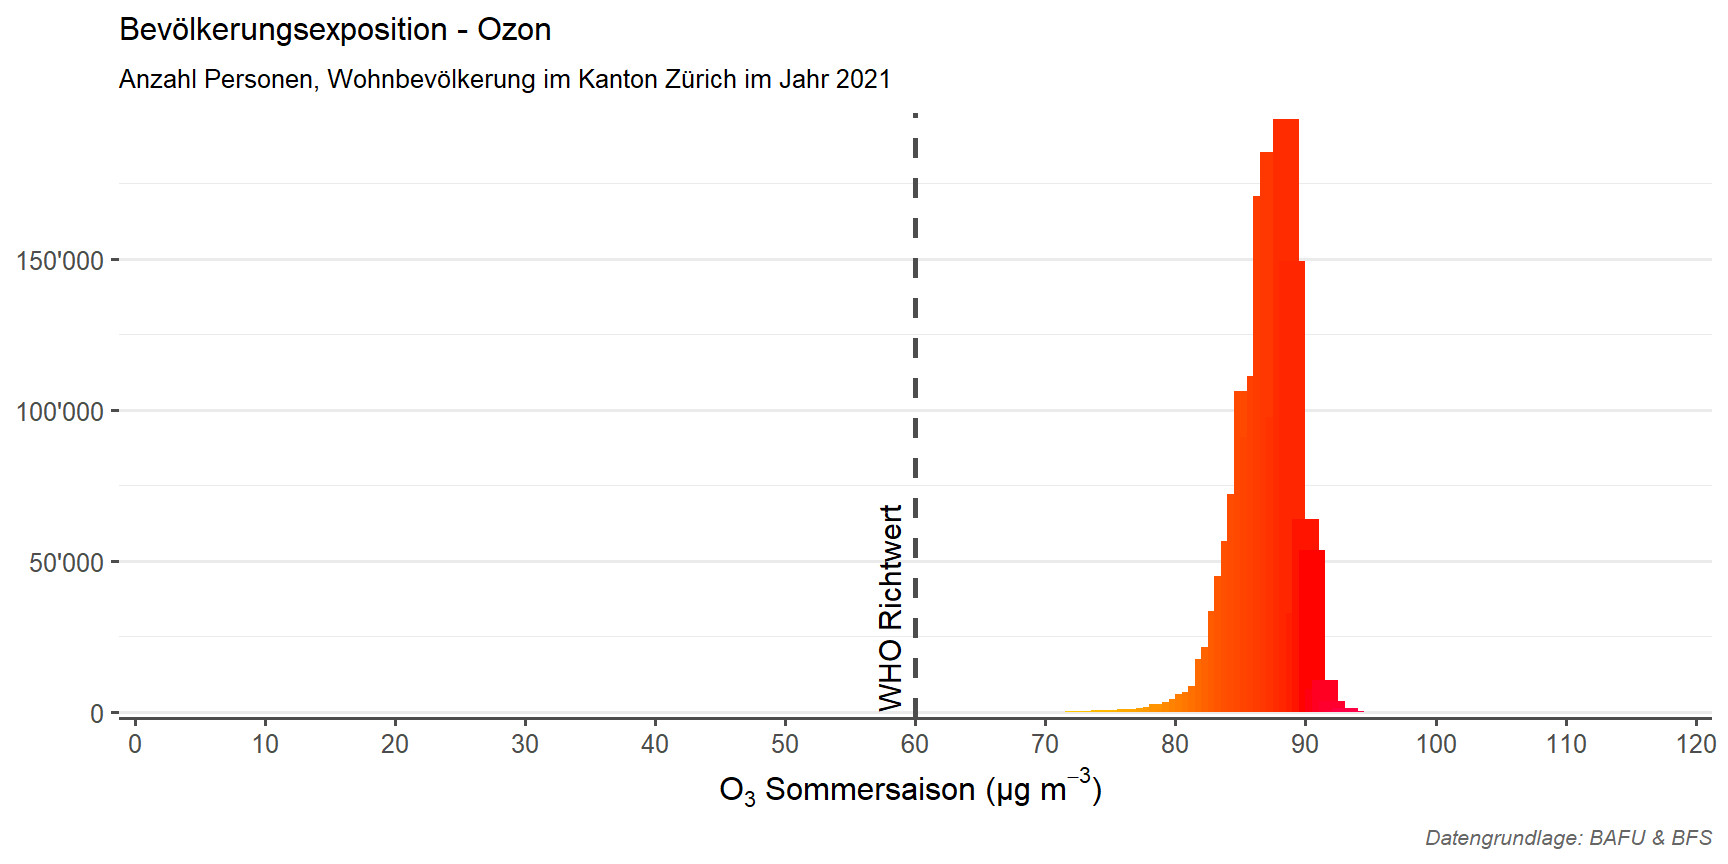 Bevölkerungsexposition - Ozon
Anzahl Personen, Wohnbevölkerung im Kanton Zürich im Jahr 2021
150'000
100'000
50'000
0
WHO Richtwert
0 10 20 30 40 50 60 70 80 90 100 110 120
O₃ Sommersaison (µg m⁻³)
Datengrundlage: BAFU & BFS